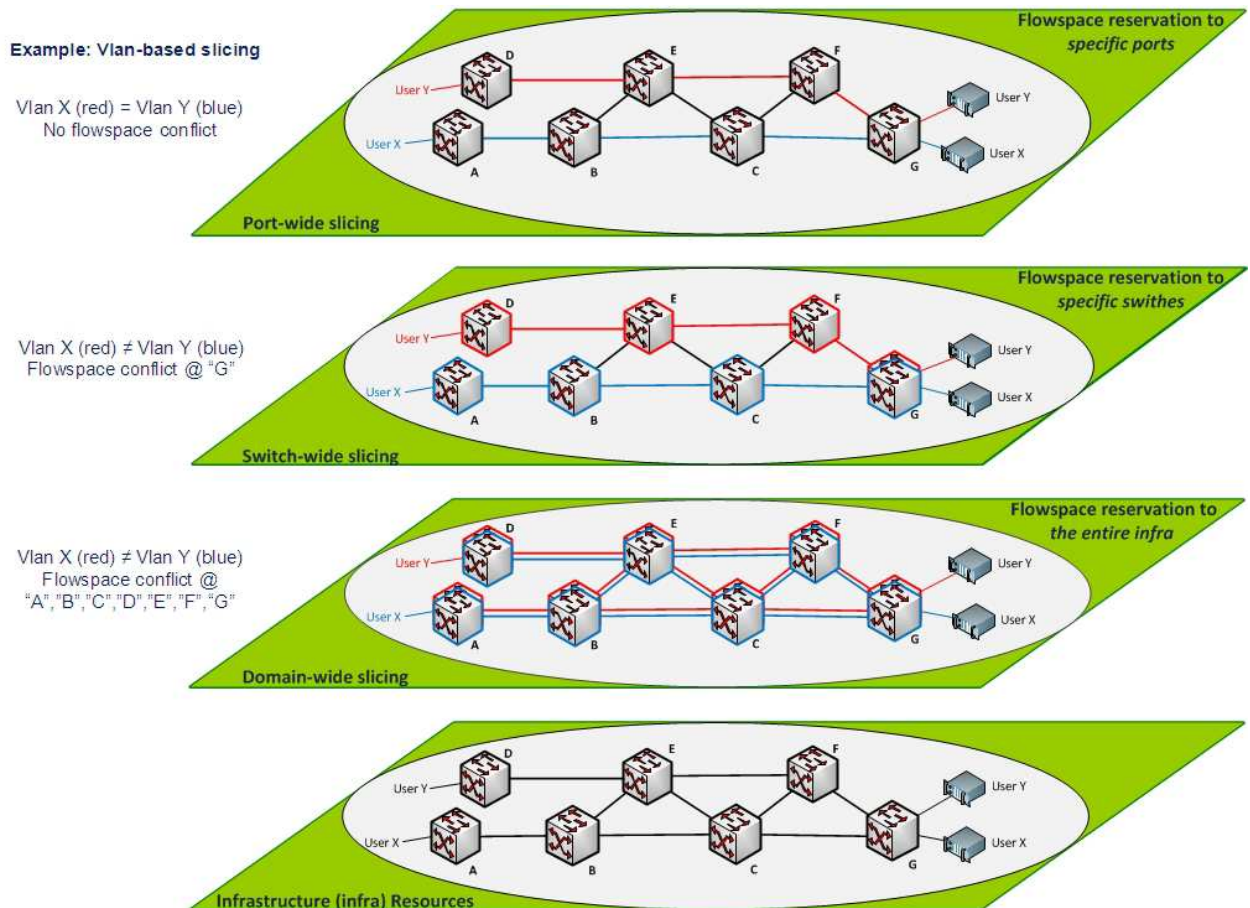 Example: Vlan-based slicing
Vlan X (red) = Vlan Y (blue)
No flowspace conflict
Flowspace reservation to
specific ports
D
E
F
User Y
User Y
User X
User X
A
B
C
G
Port-wide slicing
Vlan X (red) ≠ Vlan Y (blue)
Flowspace conflict @ "G"
Flowspace reservation to
specific swithes
D
E
F
User Y
User Y
User X
User X
A
B
C
G
Switch-wide slicing
Vlan X (red) ≠ Vlan Y (blue)
Flowspace conflict @
"A","B","C","D","E","F","G"
Flowspace reservation to
the entire infra
D
E
F
User Y
User Y
User X
User X
A
B
C
G
Domain-wide slicing
D
E
F
User Y
User Y
User X
User X
A
B
C
G
Infrastructure (infra) Resources